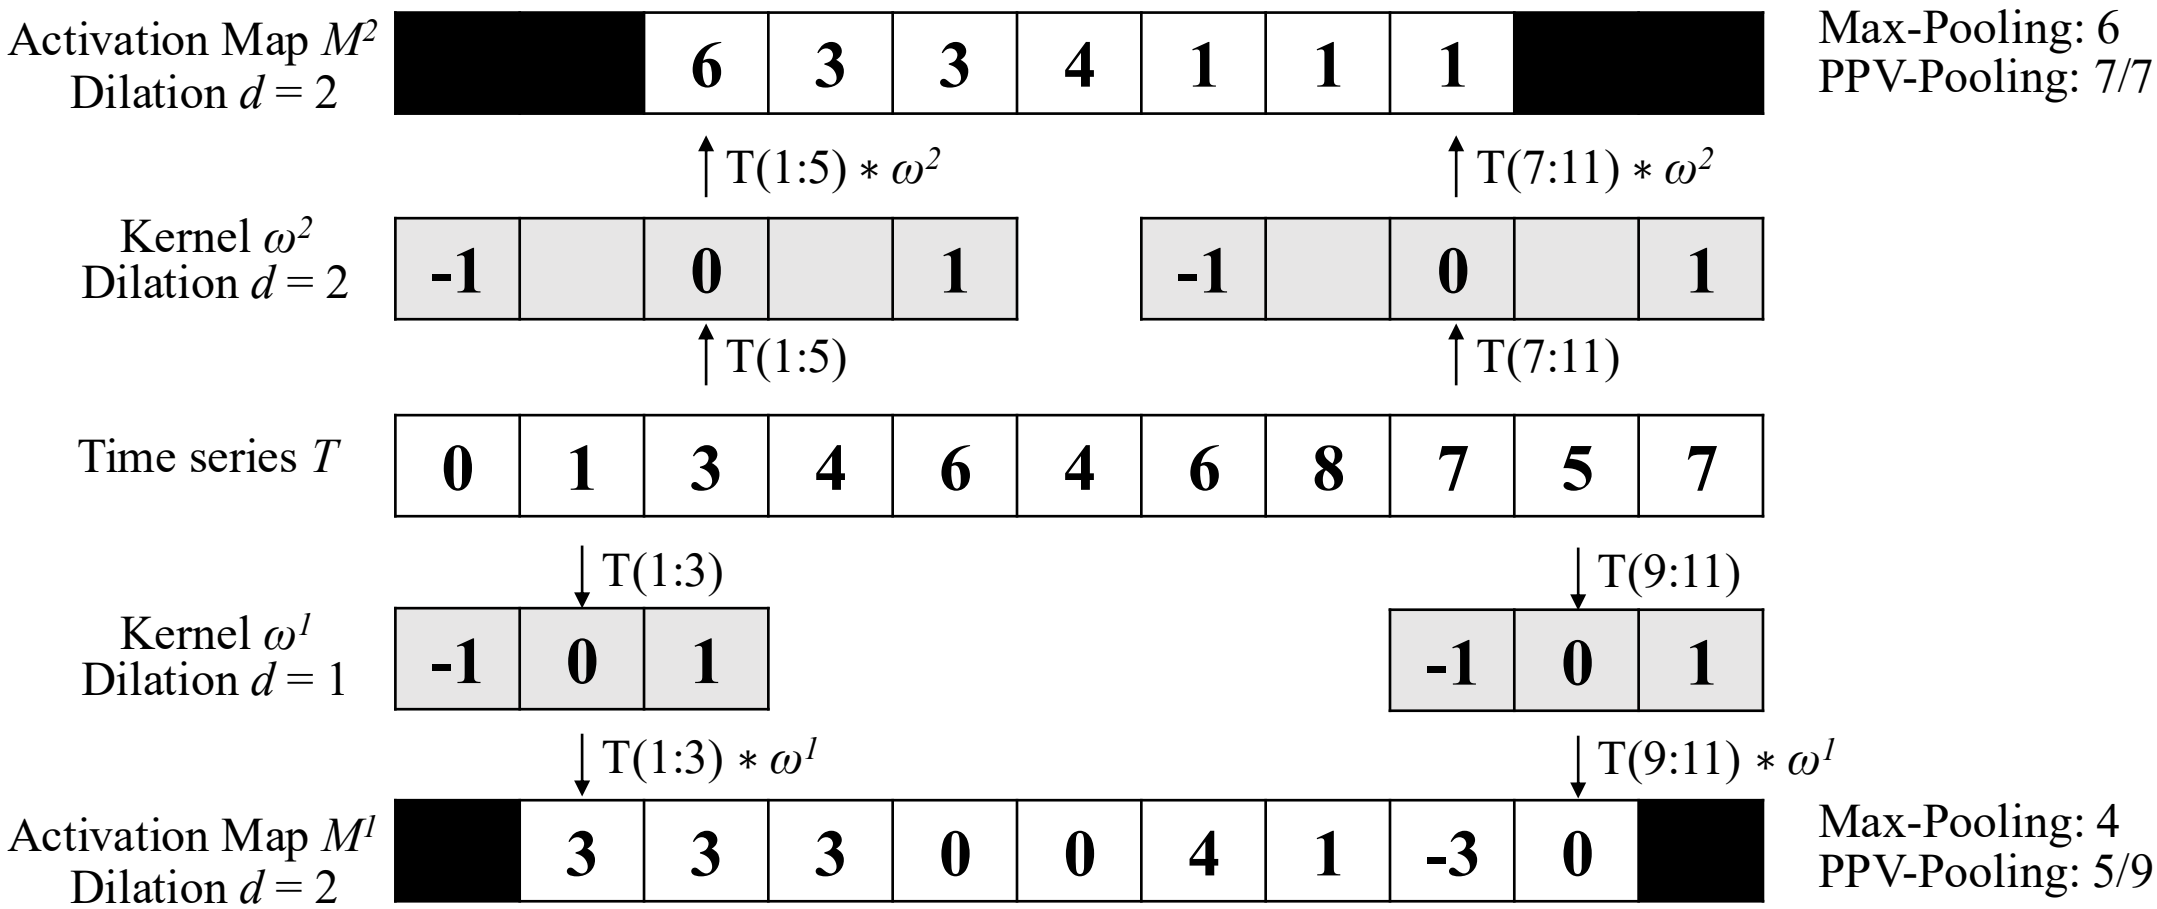 Activation Map M²
Dilation d = 2
6 3 3 4 1 1 1
Max-Pooling: 6
PPV-Pooling: 7/7
T(1:5) * ω²
T(7:11) * ω²
Kernel ω²
Dilation d = 2
-1 0 1
-1 0 1
T(1:5)
T(7:11)
Time series T
0 1 3 4 6 4 6 8 7 5 7
T(1:3)
T(9:11)
Kernel ω¹
Dilation d = 1
-1 0 1
-1 0 1
T(1:3) * ω¹
T(9:11) * ω¹
Activation Map M¹
Dilation d = 2
3 3 3 0 0 4 1 -3 0
Max-Pooling: 4
PPV-Pooling: 5/9